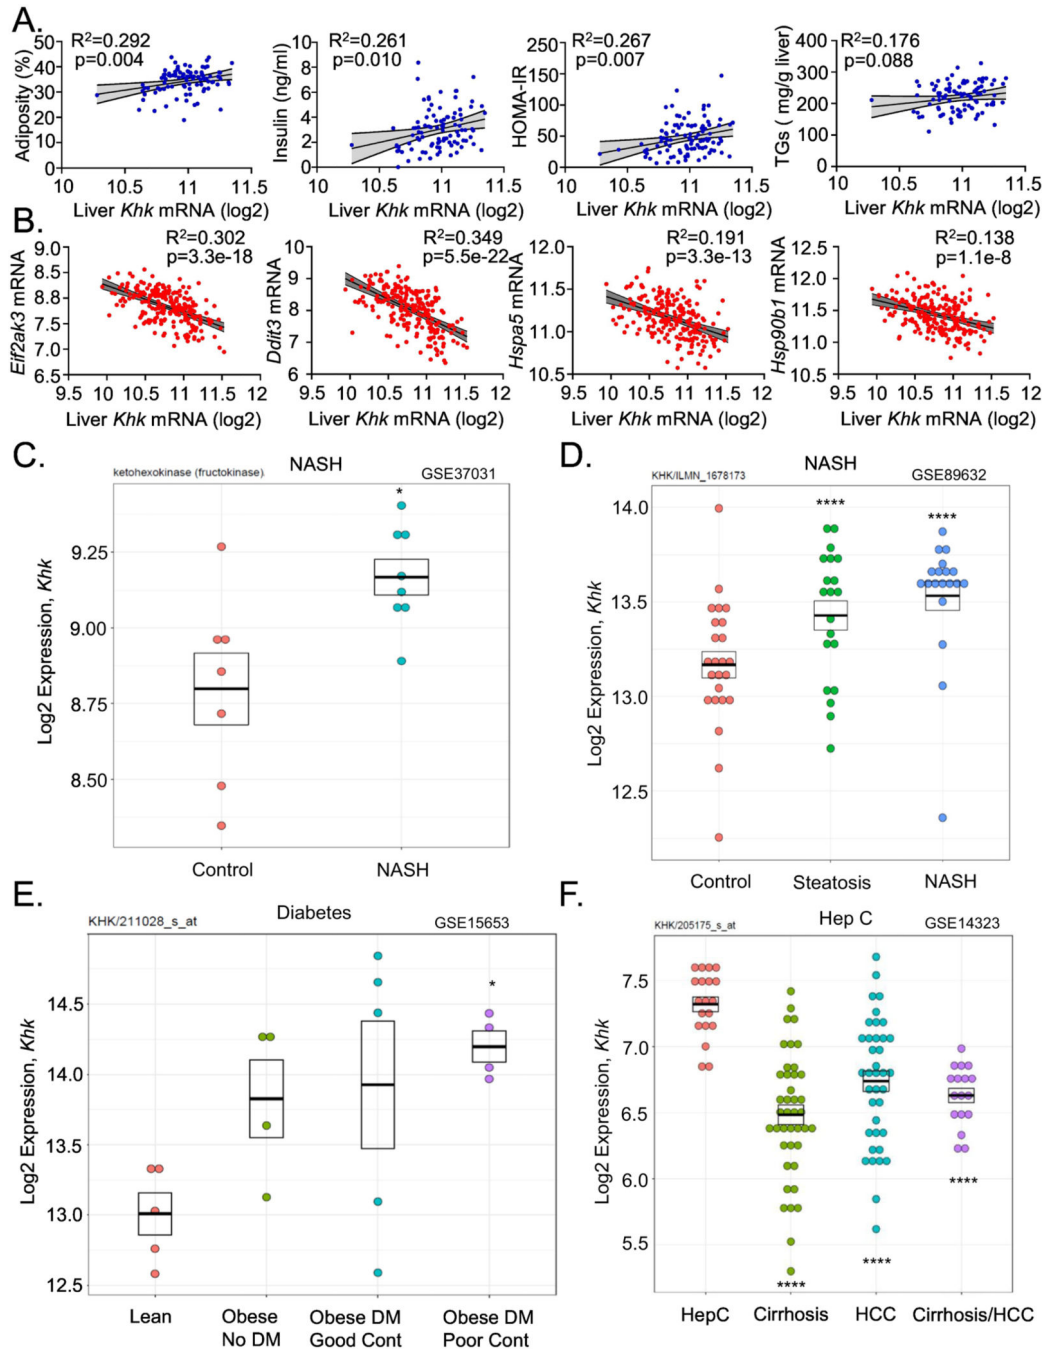 A.
R²=0.292
p=0.004
Adiposity (%)
50
40
30
20
10
0
10 10.5 11 11.5
Liver Khk mRNA (log2)
R²=0.261
p=0.010
Insulin (ng/ml)
10
8
6
4
2
0
10 10.5 11 11.5
Liver Khk mRNA (log2)
R²=0.267
p=0.007
HOMA-IR
250
200
150
100
50
0
10 10.5 11 11.5
Liver Khk mRNA (log2)
R²=0.176
p=0.088
TGs ( mg/g liver)
400
300
200
100
0
10 10.5 11 11.5
Liver Khk mRNA (log2)
B.
R²=0.302
p=3.3e-18
Eif2ak3 mRNA
9.0
8.5
8.8
7.5
7.0
6.5
9.5 10 10.5 11 11.5 12
Liver Khk mRNA (log2)
R²=0.349
p=5.5e-22
Ddit3 mRNA
10
9
8
7
6
9.5 10 10.5 11 11.5 12
Liver Khk mRNA (log2)
R²=0.191
p=3.3e-13
Hspa5 mRNA
12.0
11.5
11.0
10.5
9.5 10 10.5 11 11.5 12
Liver Khk mRNA (log2)
R²=0.138
p=1.1e-8
Hsp90b1 mRNA
12.5
12.0
11.5
11.0
10.5
9.5 10 10.5 11 11.5 12
Liver Khk mRNA (log2)
C.
NASH
ketohexokinase (fructokinase)
GSE37031
*
Log2 Expression, Khk
9.25
9.00
8.75
8.50
Control NASH
D.
NASH
KHK/ILMN_1678173
GSE89632
****
****
Log2 Expression, Khk
14.0
13.5
13.0
12.5
Control Steatosis NASH
E.
Diabetes
KHK/211028_s_at
GSE15653
*
Log2 Expression, Khk
14.5
14.0
13.5
13.0
12.5
Lean Obese Obese DM Obese DM
No DM Good Cont Poor Cont
F.
Hep C
KHK/205175_s_at
GSE14323
Log2 Expression, Khk
7.5
7.0
6.5
6.0
5.5
****
****
****
HepC Cirrhosis HCC Cirrhosis/HCC